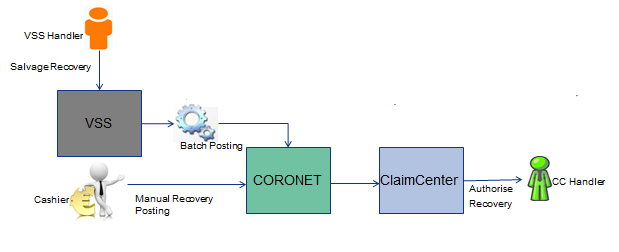 VSS Handler
Salvage Recovery
VSS
Batch Posting
Cashier
Manual Recovery
Posting
CORONET
ClaimCenter
Authorise
Recovery
CC Handler